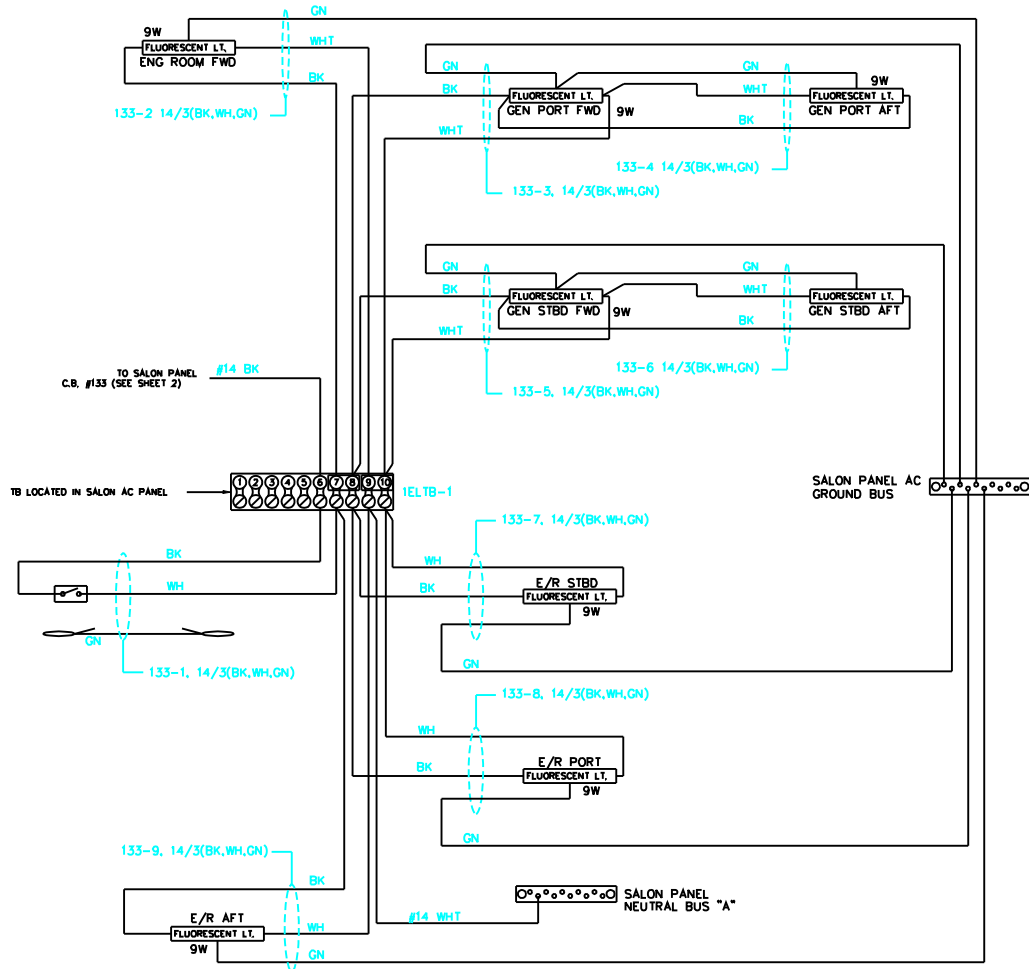 GN
9W
FLUORESCENT LT.
WHT
ENG ROOM FWD
BK
133-2 14/3(BK,WH,GN)
GN
GN
9W
BK
FLUORESCENT LT.
WHT
FLUORESCENT LT.
GEN PORT FWD
9W
GEN PORT AFT
BK
WHT
133-4 14/3(BK,WH,GN)
133-3, 14/3(BK,WH,GN)
GN
GN
BK
FLUORESCENT LT.
WHT
FLUORESCENT LT.
GEN STBD FWD
9W
GEN STBD AFT
BK
WHT
133-6 14/3(BK,WH,GN)
133-5, 14/3(BK,WH,GN)
TO SALON PANEL
C.B. #133 (SEE SHEET 2)
#14 BK
1 2 3 4 5 6 7 8 9 10
TB LOCATED IN SALON AC PANEL
1ELTB-1
SALON PANEL AC
GROUND BUS
133-7, 14/3(BK,WH,GN)
BK
WH
WH
E/R STBD
BK
FLUORESCENT LT.
9W
GN
GN
133-1, 14/3(BK,WH,GN)
133-8, 14/3(BK,WH,GN)
WH
E/R PORT
BK
FLUORESCENT LT.
9W
GN
133-9, 14/3(BK,WH,GN)
BK
SALON PANEL
NEUTRAL BUS "A"
#14 WHT
E/R AFT
FLUORESCENT LT.
WH
9W
GN